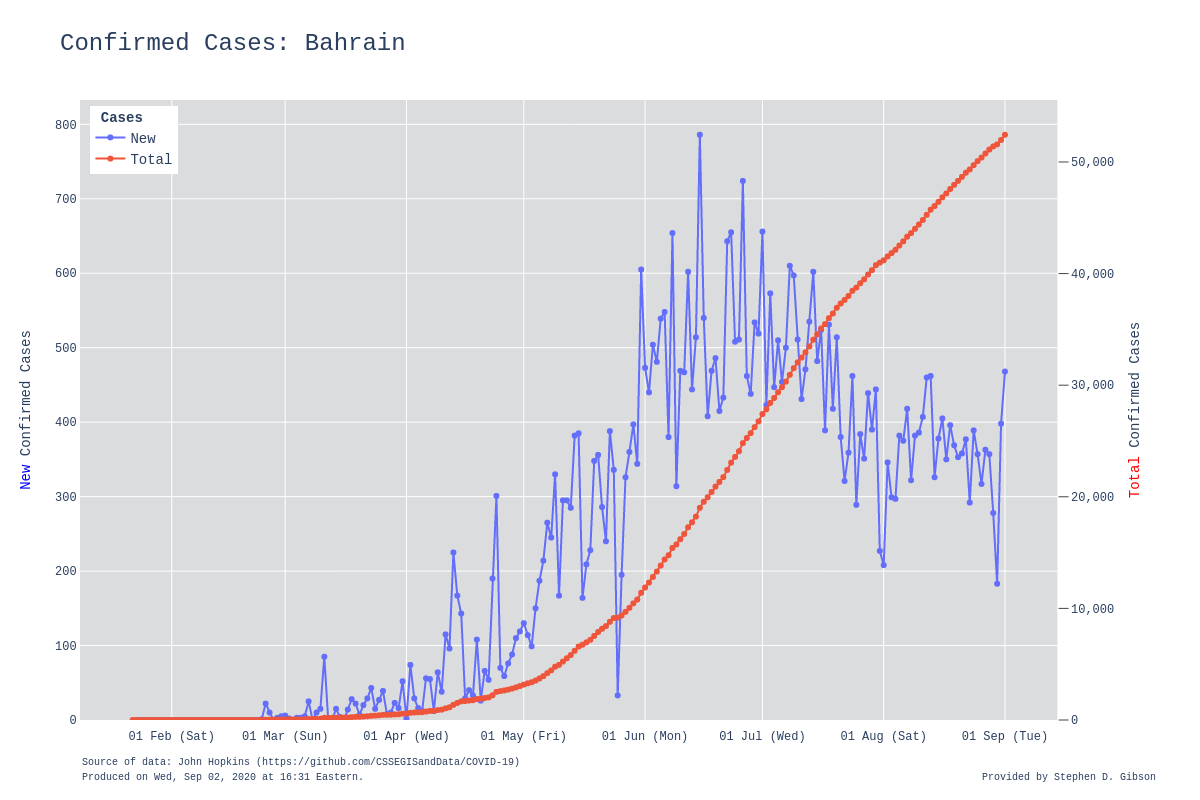 Confirmed Cases: Bahrain
Cases
New
Total
800
700
600
500
400
300
200
100
0
50,000
40,000
30,000
20,000
10,000
0
New Confirmed Cases
Total Confirmed Cases
01 Feb (Sat) 01 Mar (Sun) 01 Apr (Wed) 01 May (Fri) 01 Jun (Mon) 01 Jul (Wed) 01 Aug (Sat) 01 Sep (Tue)
Source of data: John Hopkins (https://github.com/CSSEGISandData/COVID-19)
Produced on Wed, Sep 02, 2020 at 16:31 Eastern.
Provided by Stephen D. Gibson